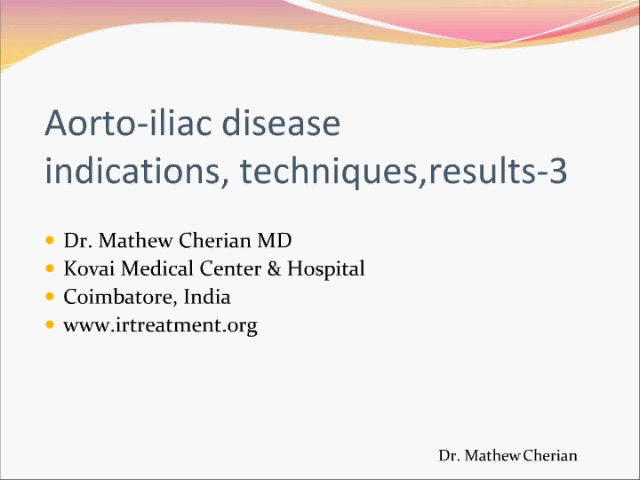 Aorto-iliac disease
indications, techniques,results-3
Dr. Mathew Cherian MD
Kovai Medical Center & Hospital
Coimbatore, India
www.irtreatment.org
Dr. Mathew Cherian